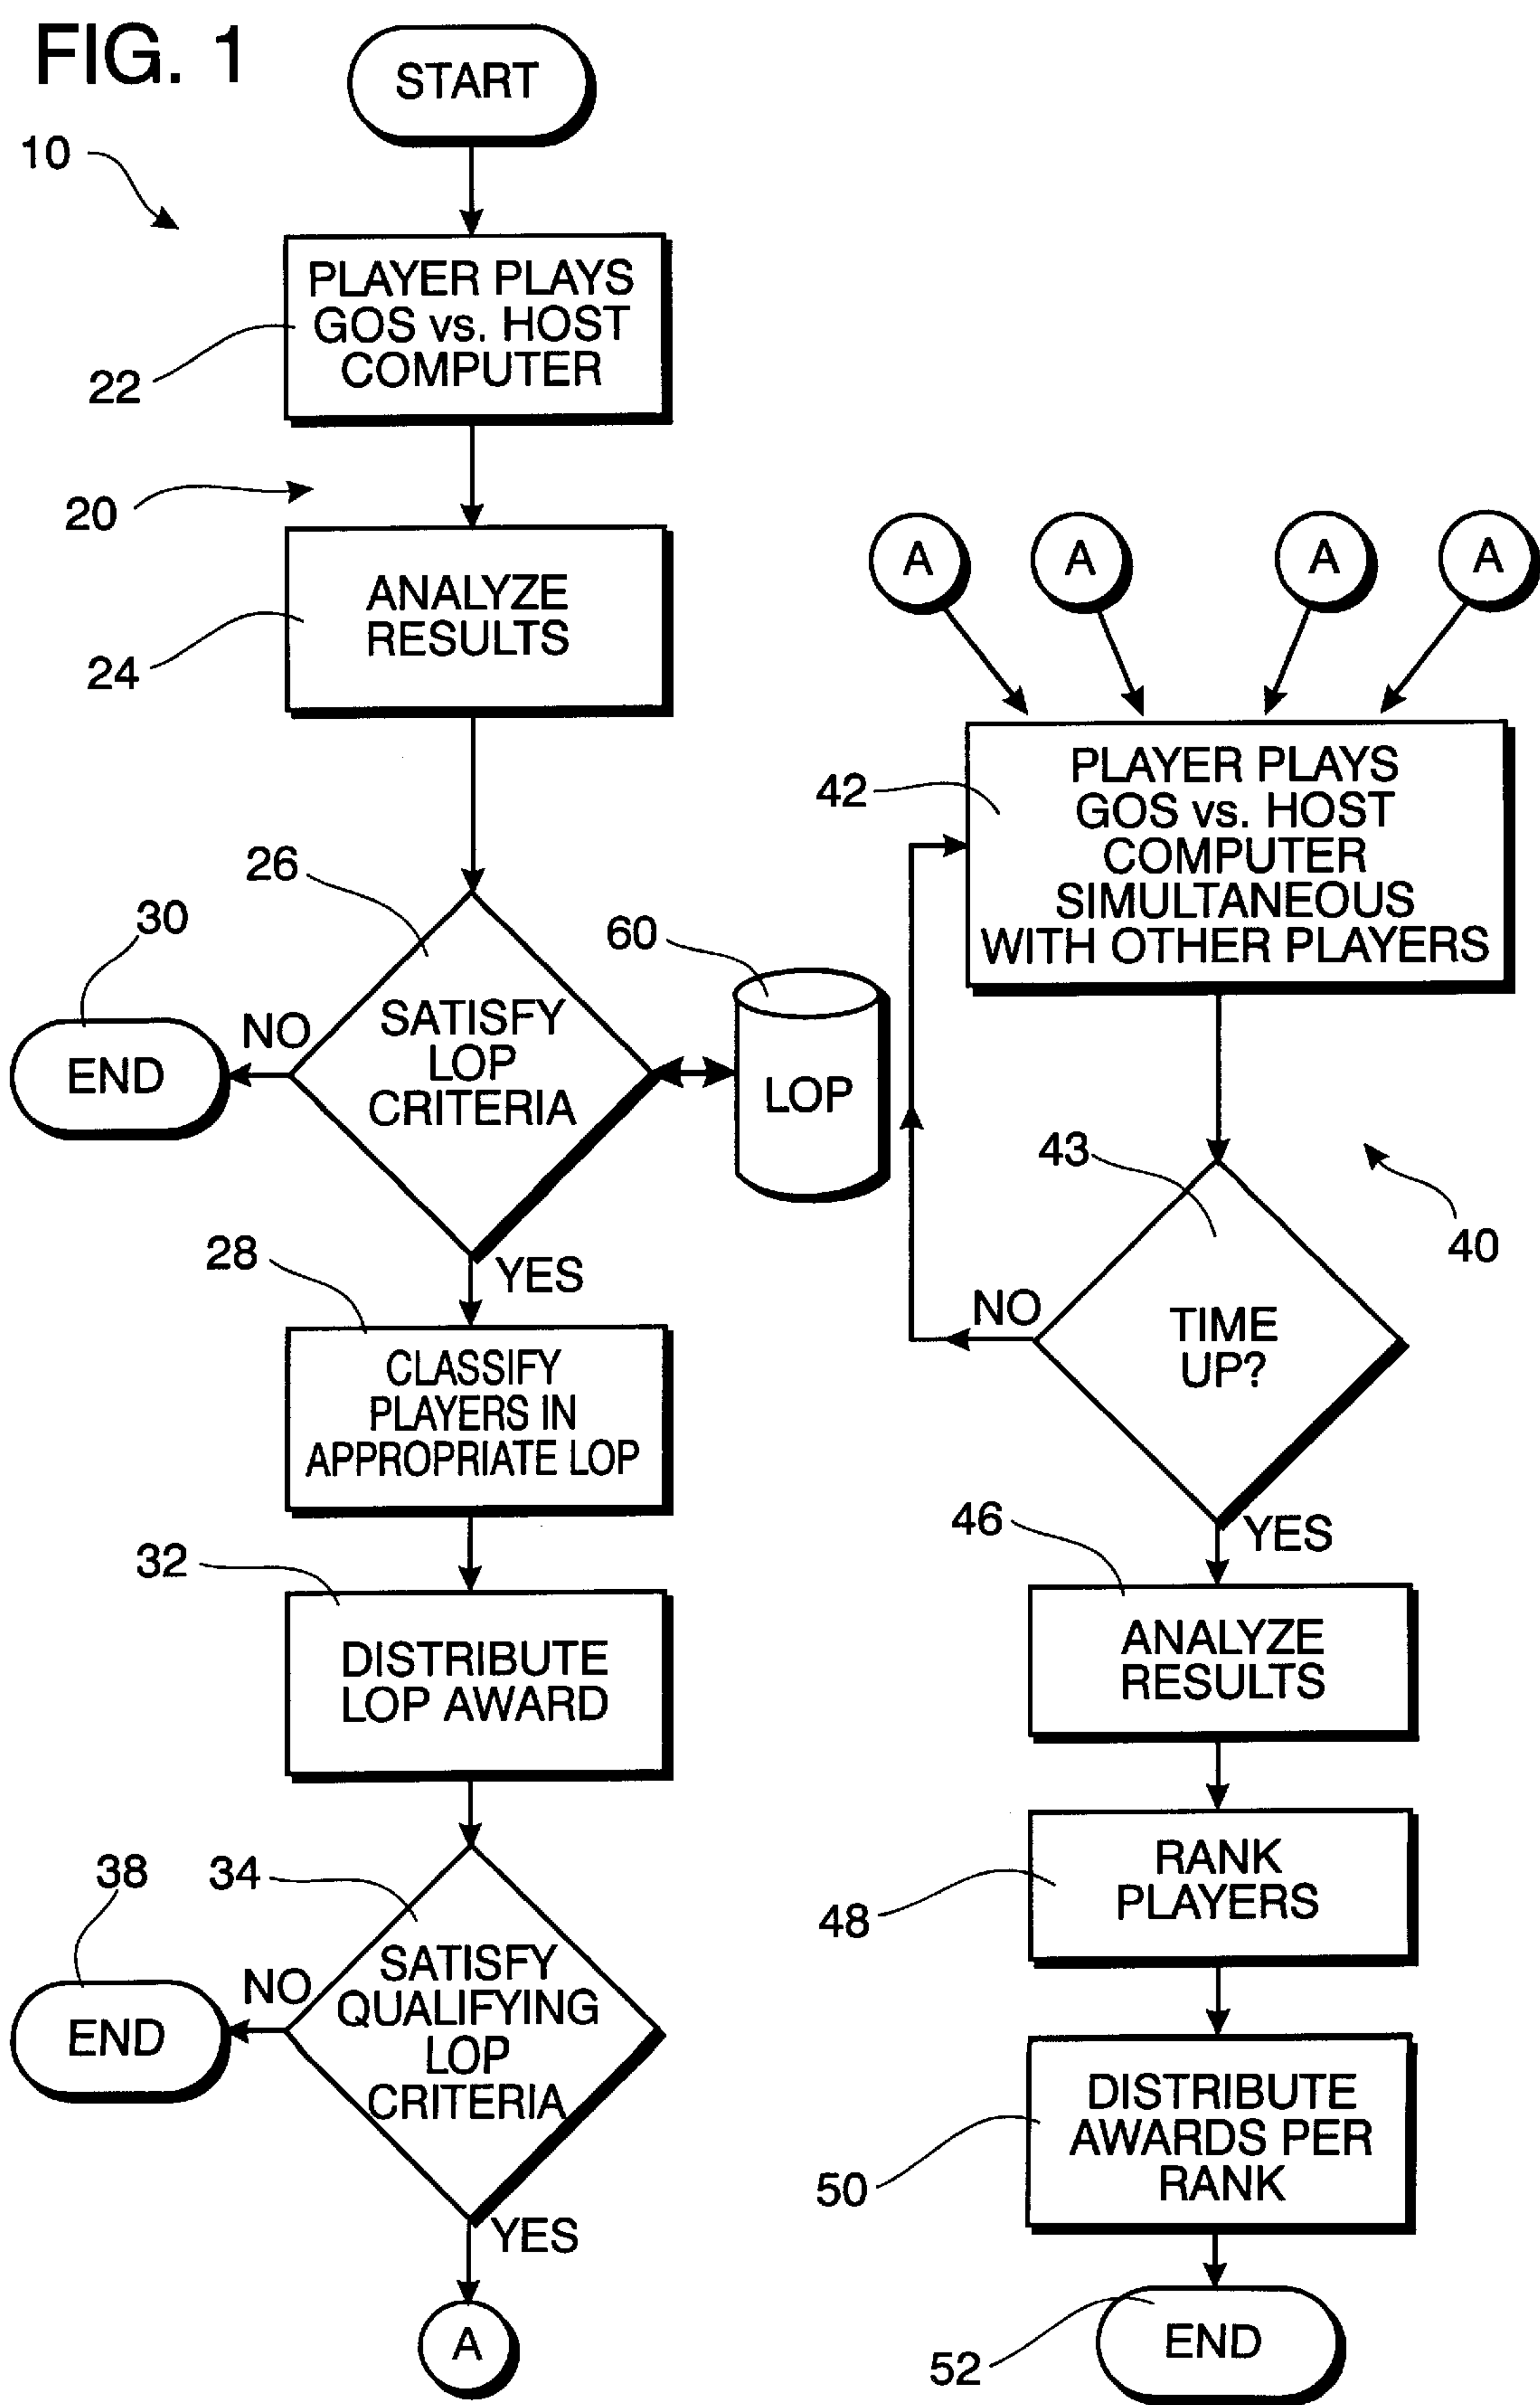 FIG. 1
START
10
PLAYER PLAYS
GOS vs. HOST
COMPUTER
22
20
ANALYZE
RESULTS
24
26
30
SATISFY
LOP
CRITERIA
NO
END
60
LOP
YES
28
CLASSIFY
PLAYERS IN
APPROPRIATE LOP
32
DISTRIBUTE
LOP AWARD
38
34
SATISFY
QUALIFYING
LOP
CRITERIA
NO
END
YES
A
A
A
A
A
42
PLAYER PLAYS
GOS vs. HOST
COMPUTER
SIMULTANEOUS
WITH OTHER PLAYERS
43
40
NO
TIME
UP?
YES
46
ANALYZE
RESULTS
48
RANK
PLAYERS
50
DISTRIBUTE
AWARDS PER
RANK
52
END